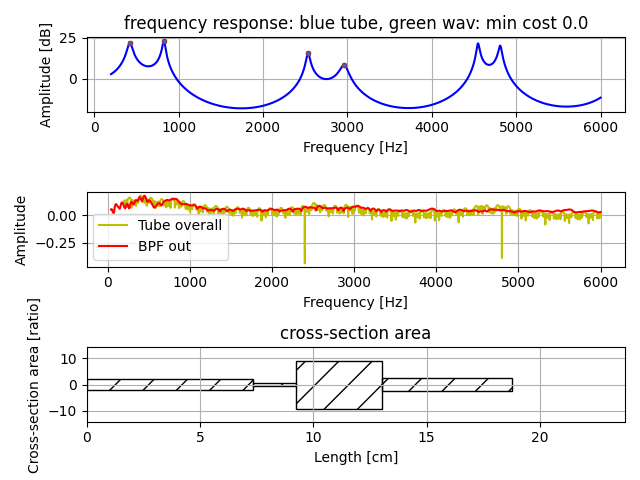 frequency response: blue tube, green wav: min cost 0.0
Amplitude [dB]
25
0
0
1000
2000
3000
4000
5000
6000
Frequency [Hz]
Amplitude
0.00
−0.25
Tube overall
BPF out
0
1000
2000
3000
4000
5000
6000
Frequency [Hz]
cross-section area
Cross-section area [ratio]
10
0
−10
0
5
10
15
20
Length [cm]